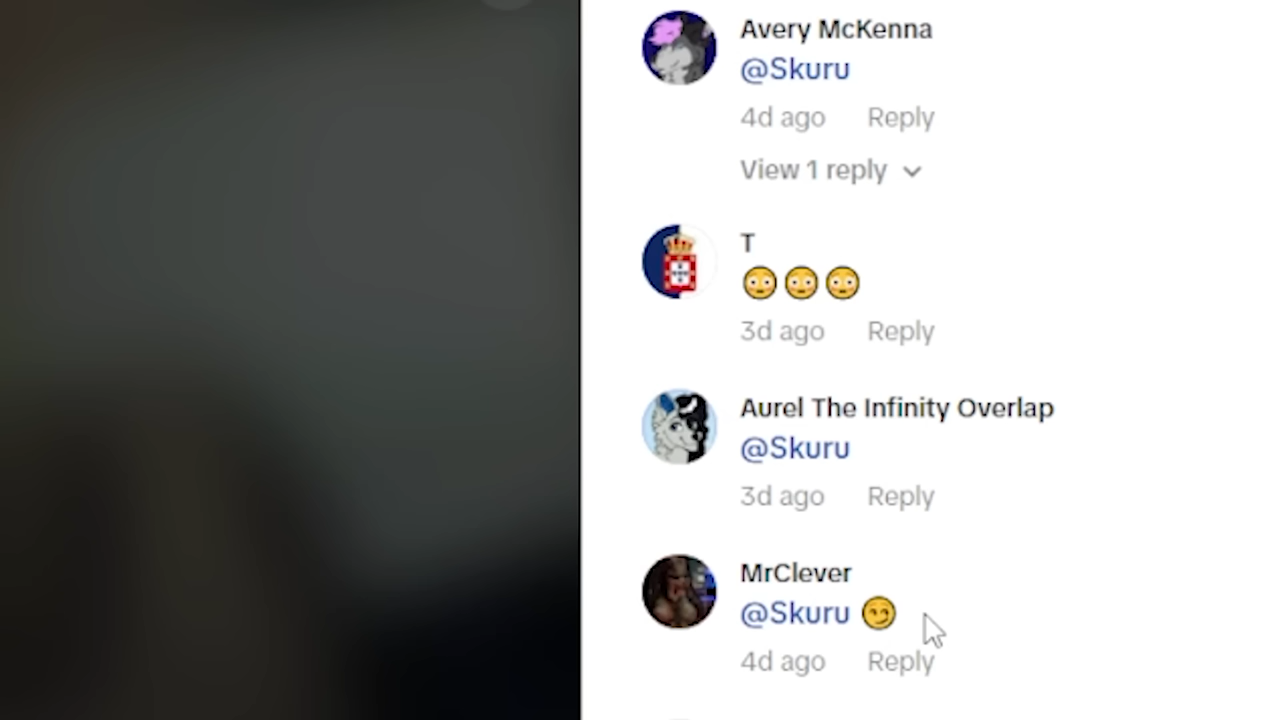 Avery McKenna
@Skuru
4d ago Reply
View 1 reply
T
😳😳😳
3d ago Reply
Aurel The Infinity Overlap
@Skuru
3d ago Reply
MrClever
@Skuru 😏
4d ago Reply